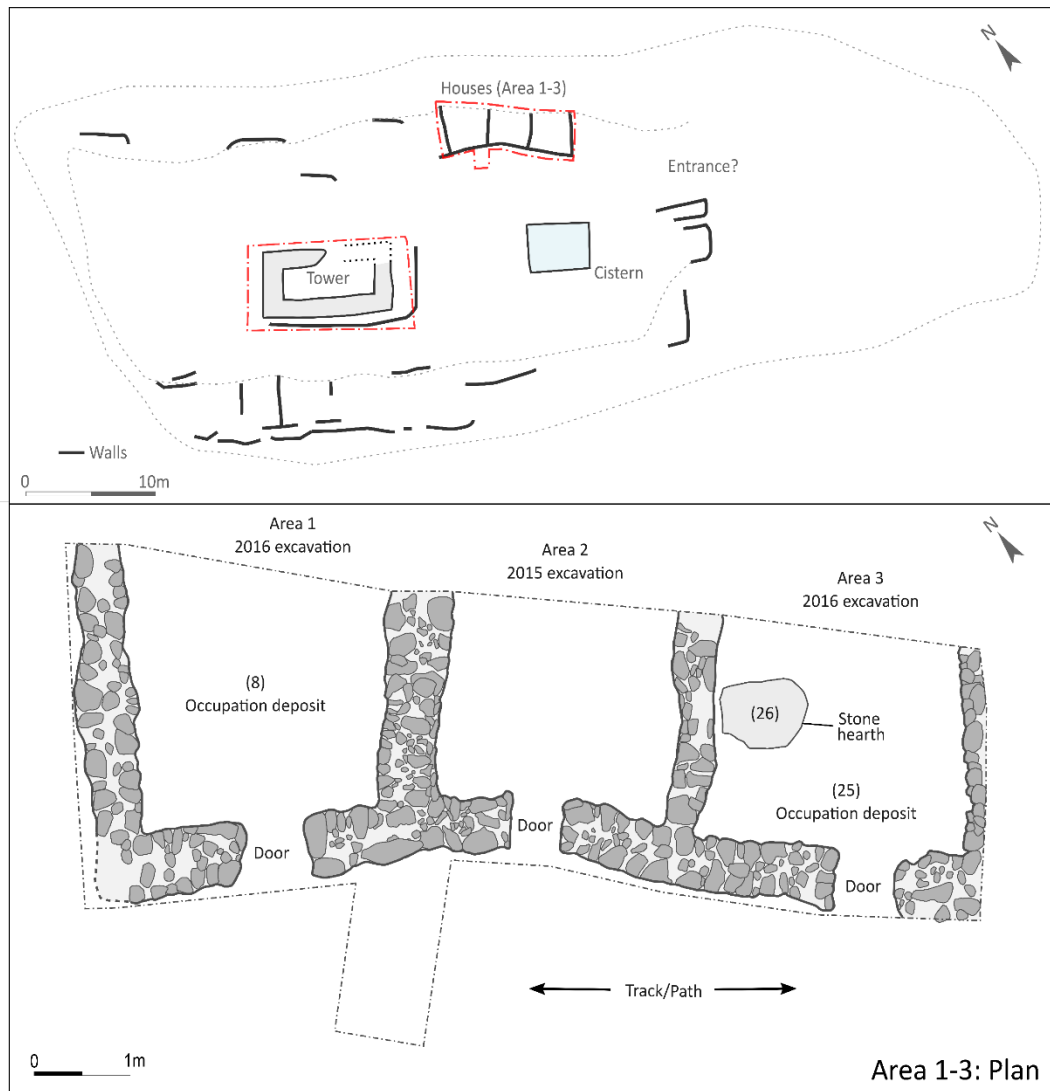 N
Houses (Area 1-3)
Entrance?
Tower
Cistern
Walls
0 10m
N
Area 1
2016 excavation
Area 2
2015 excavation
Area 3
2016 excavation
(8)
Occupation deposit
(26)
Stone
hearth
(25)
Occupation deposit
Door
Door
Track/Path
0 1m
Area 1-3: Plan